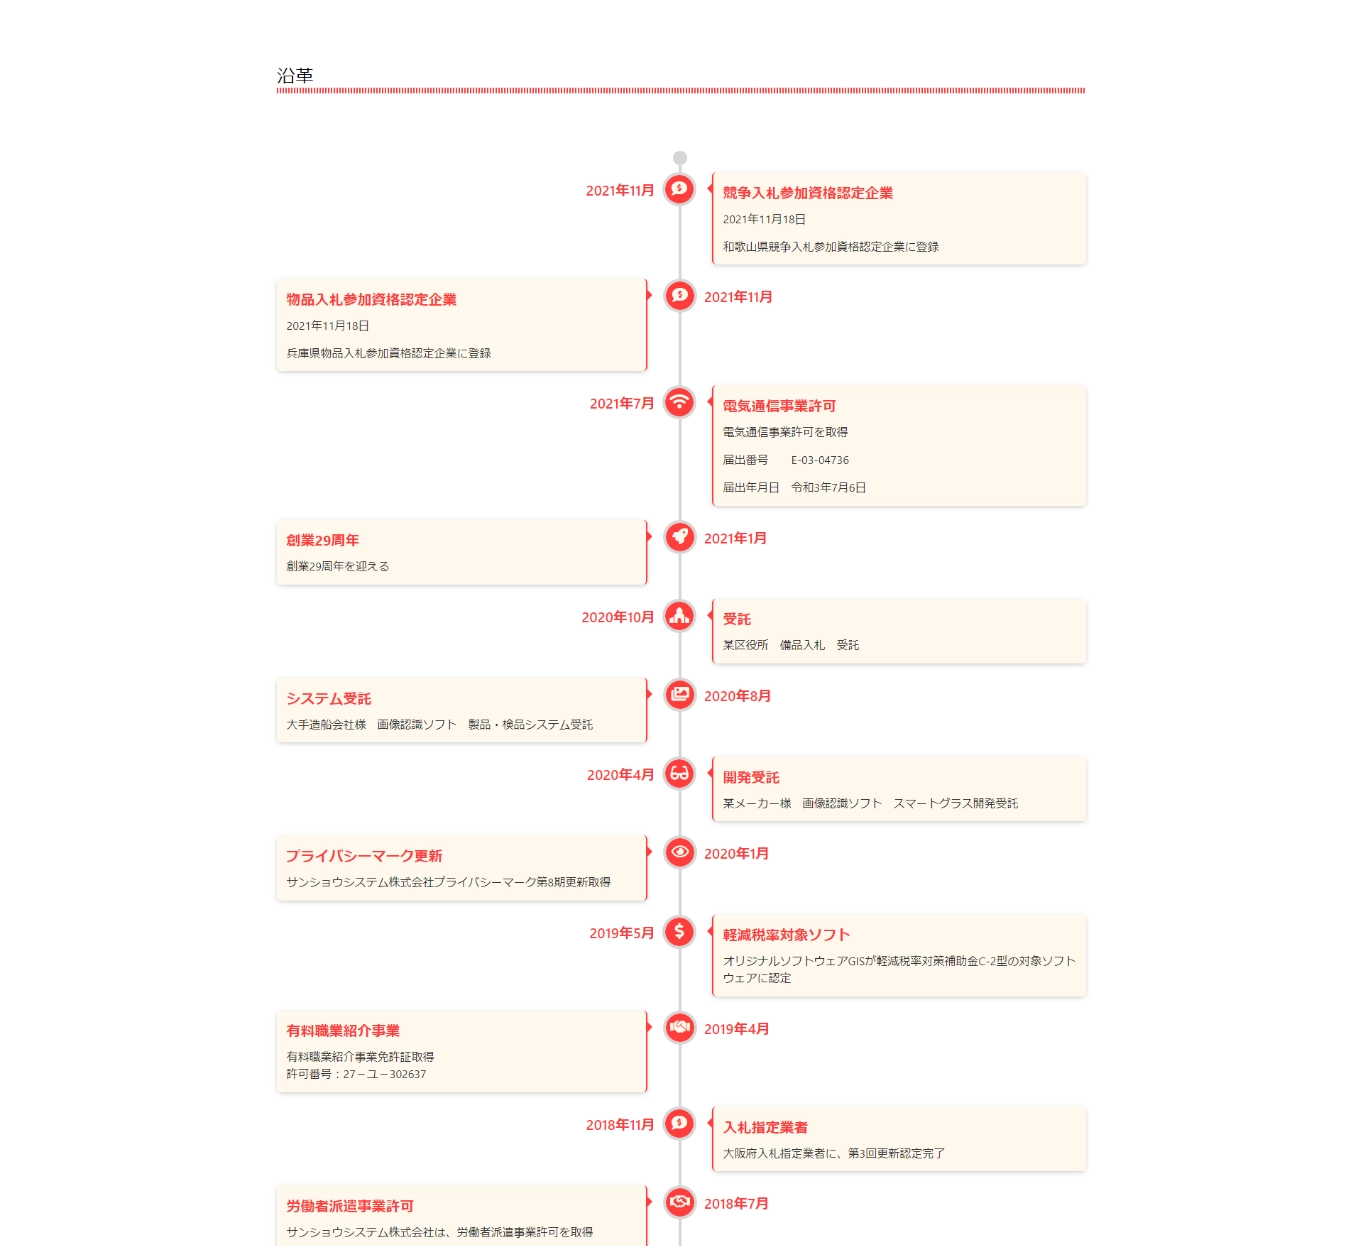 沿革
2021年11月
競争入札参加資格認定企業
2021年11月18日
和歌山県競争入札参加資格認定企業に登録
物品入札参加資格認定企業
2021年11月18日
兵庫県物品入札参加資格認定企業に登録
2021年11月
2021年7月
電気通信事業許可
電気通信事業許可を取得
届出番号　　E-03-04736
届出年月日　令和3年7月6日
創業29周年
創業29周年を迎える
2021年1月
2020年10月
受託
某区役所　備品入札　受託
システム受託
大手造船会社様　画像認識ソフト　製品・検品システム受託
2020年8月
2020年4月
開発受託
某メーカー様　画像認識ソフト　スマートグラス開発受託
プライバシーマーク更新
サンショウシステム株式会社プライバシーマーク第8期更新取得
2020年1月
2019年5月
軽減税率対象ソフト
オリジナルソフトウェアGISが軽減税率対策補助金C-2型の対象ソフト
ウェアに認定
有料職業紹介事業
有料職業紹介事業免許証取得
許可番号：27－ユ－302637
2019年4月
2018年11月
入札指定業者
大阪府入札指定業者に、第3回更新認定完了
労働者派遣事業許可
サンショウシステム株式会社は、労働者派遣事業許可を取得
2018年7月